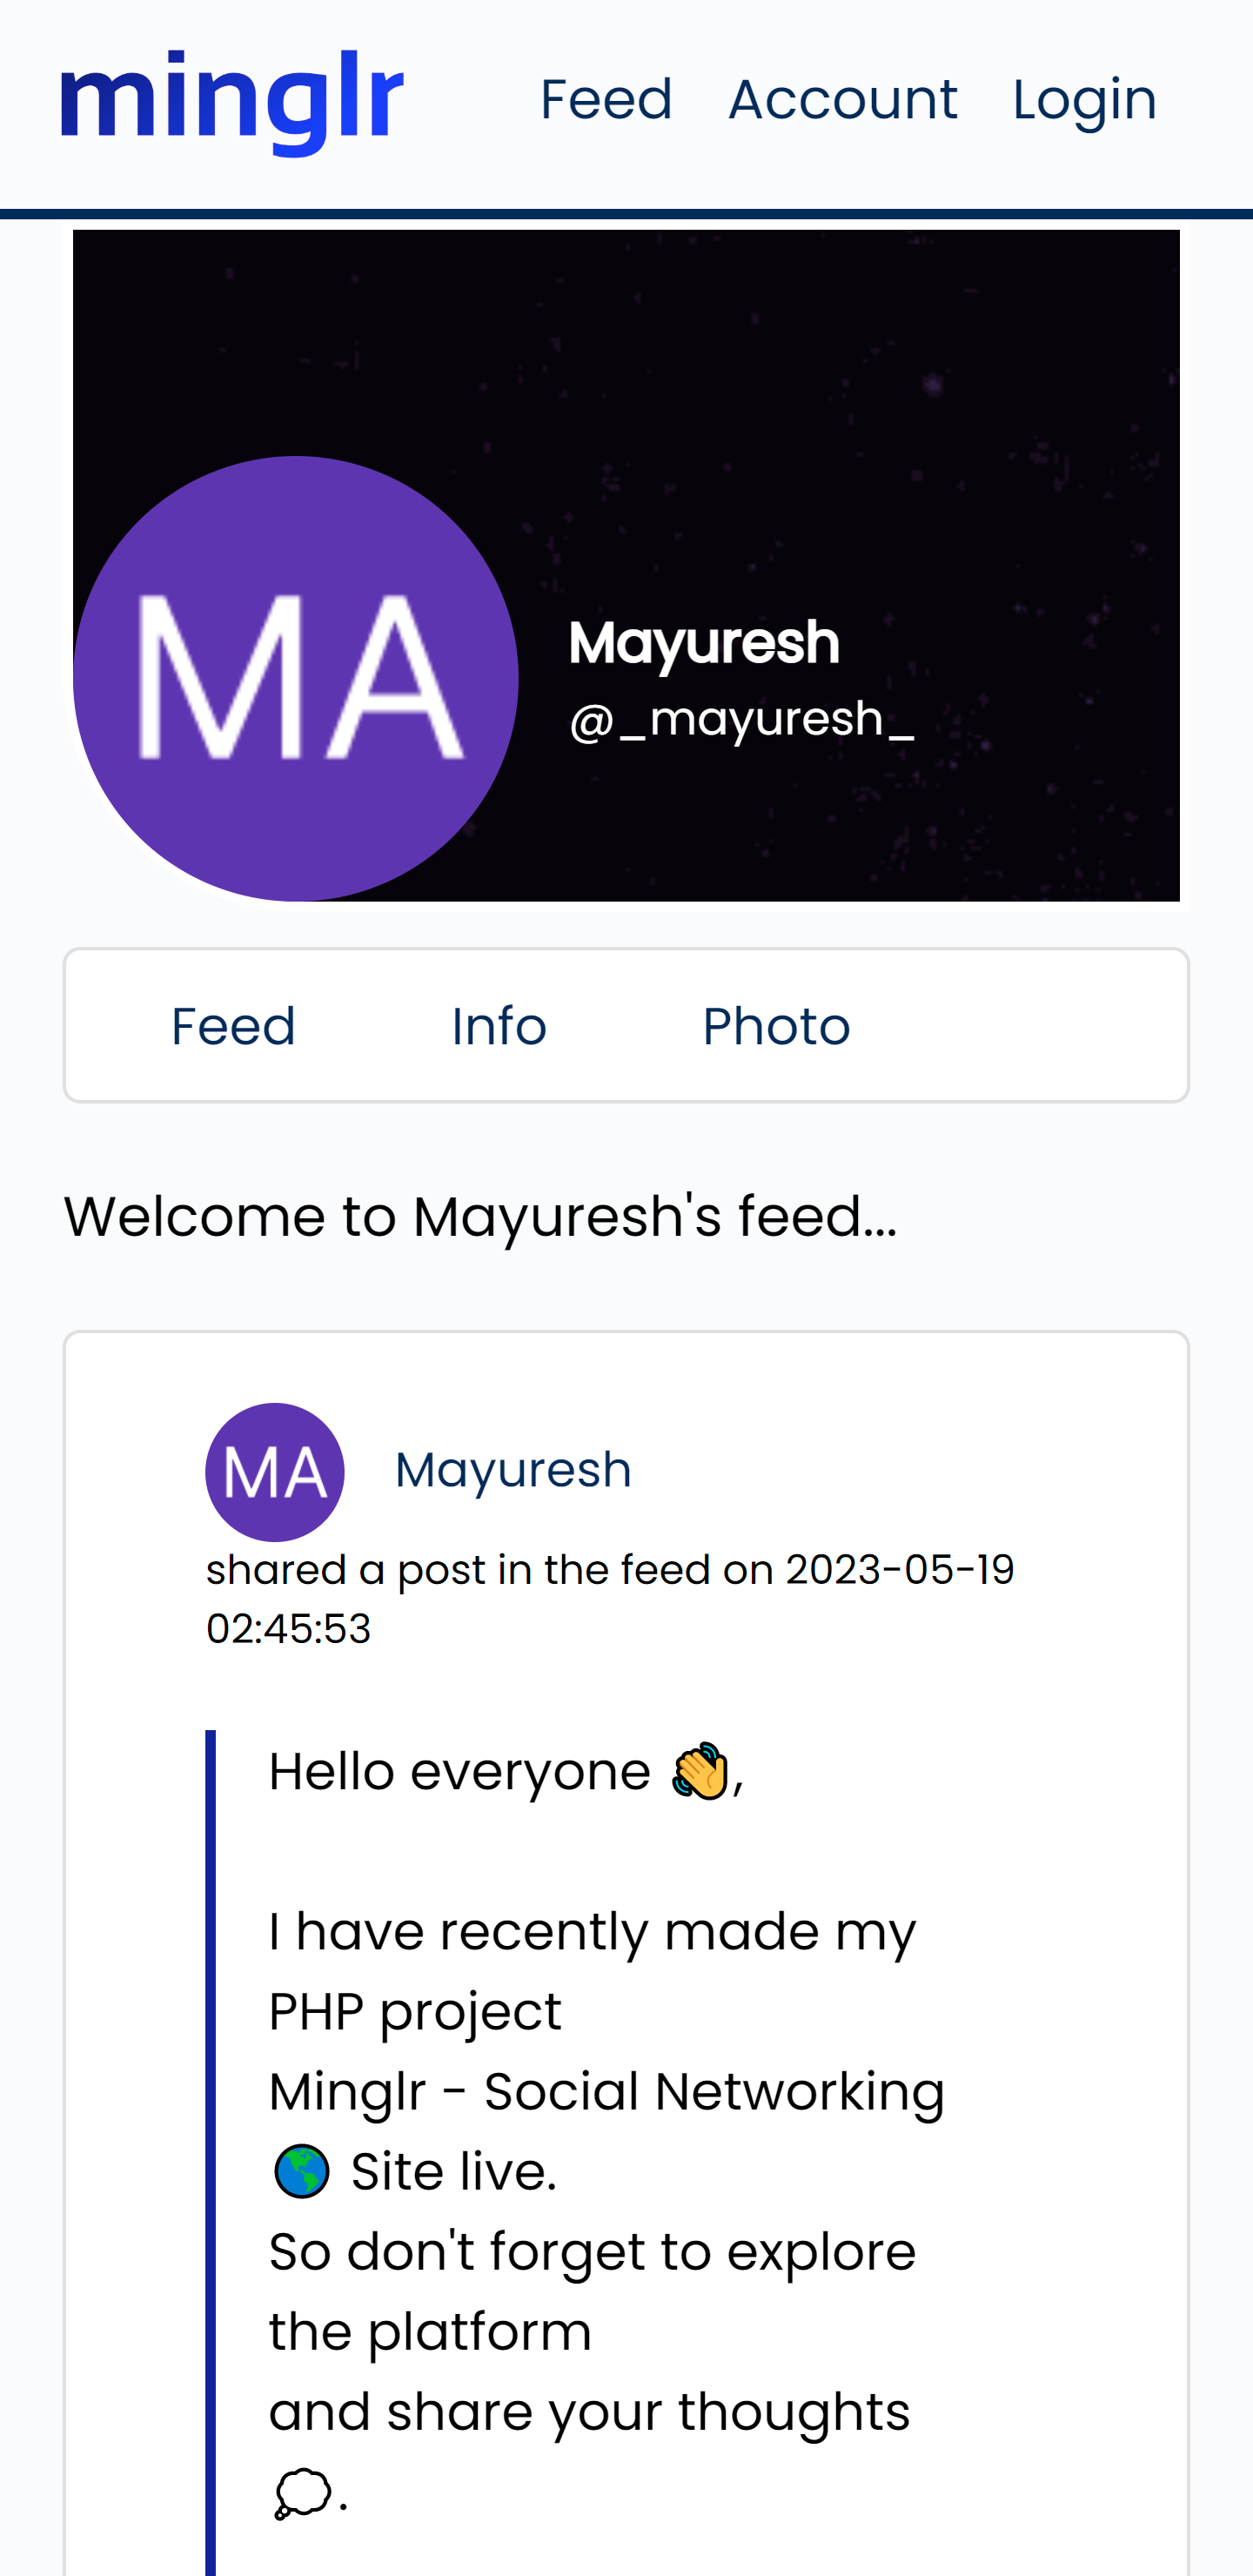 minglr
Feed Account Login
MA
Mayuresh
@_mayuresh_
Feed Info Photo
Welcome to Mayuresh's feed...
MA
Mayuresh
shared a post in the feed on 2023-05-19
02:45:53
Hello everyone 👋,
I have recently made my
PHP project
Minglr - Social Networking
🌎 Site live.
So don't forget to explore
the platform
and share your thoughts
💭.